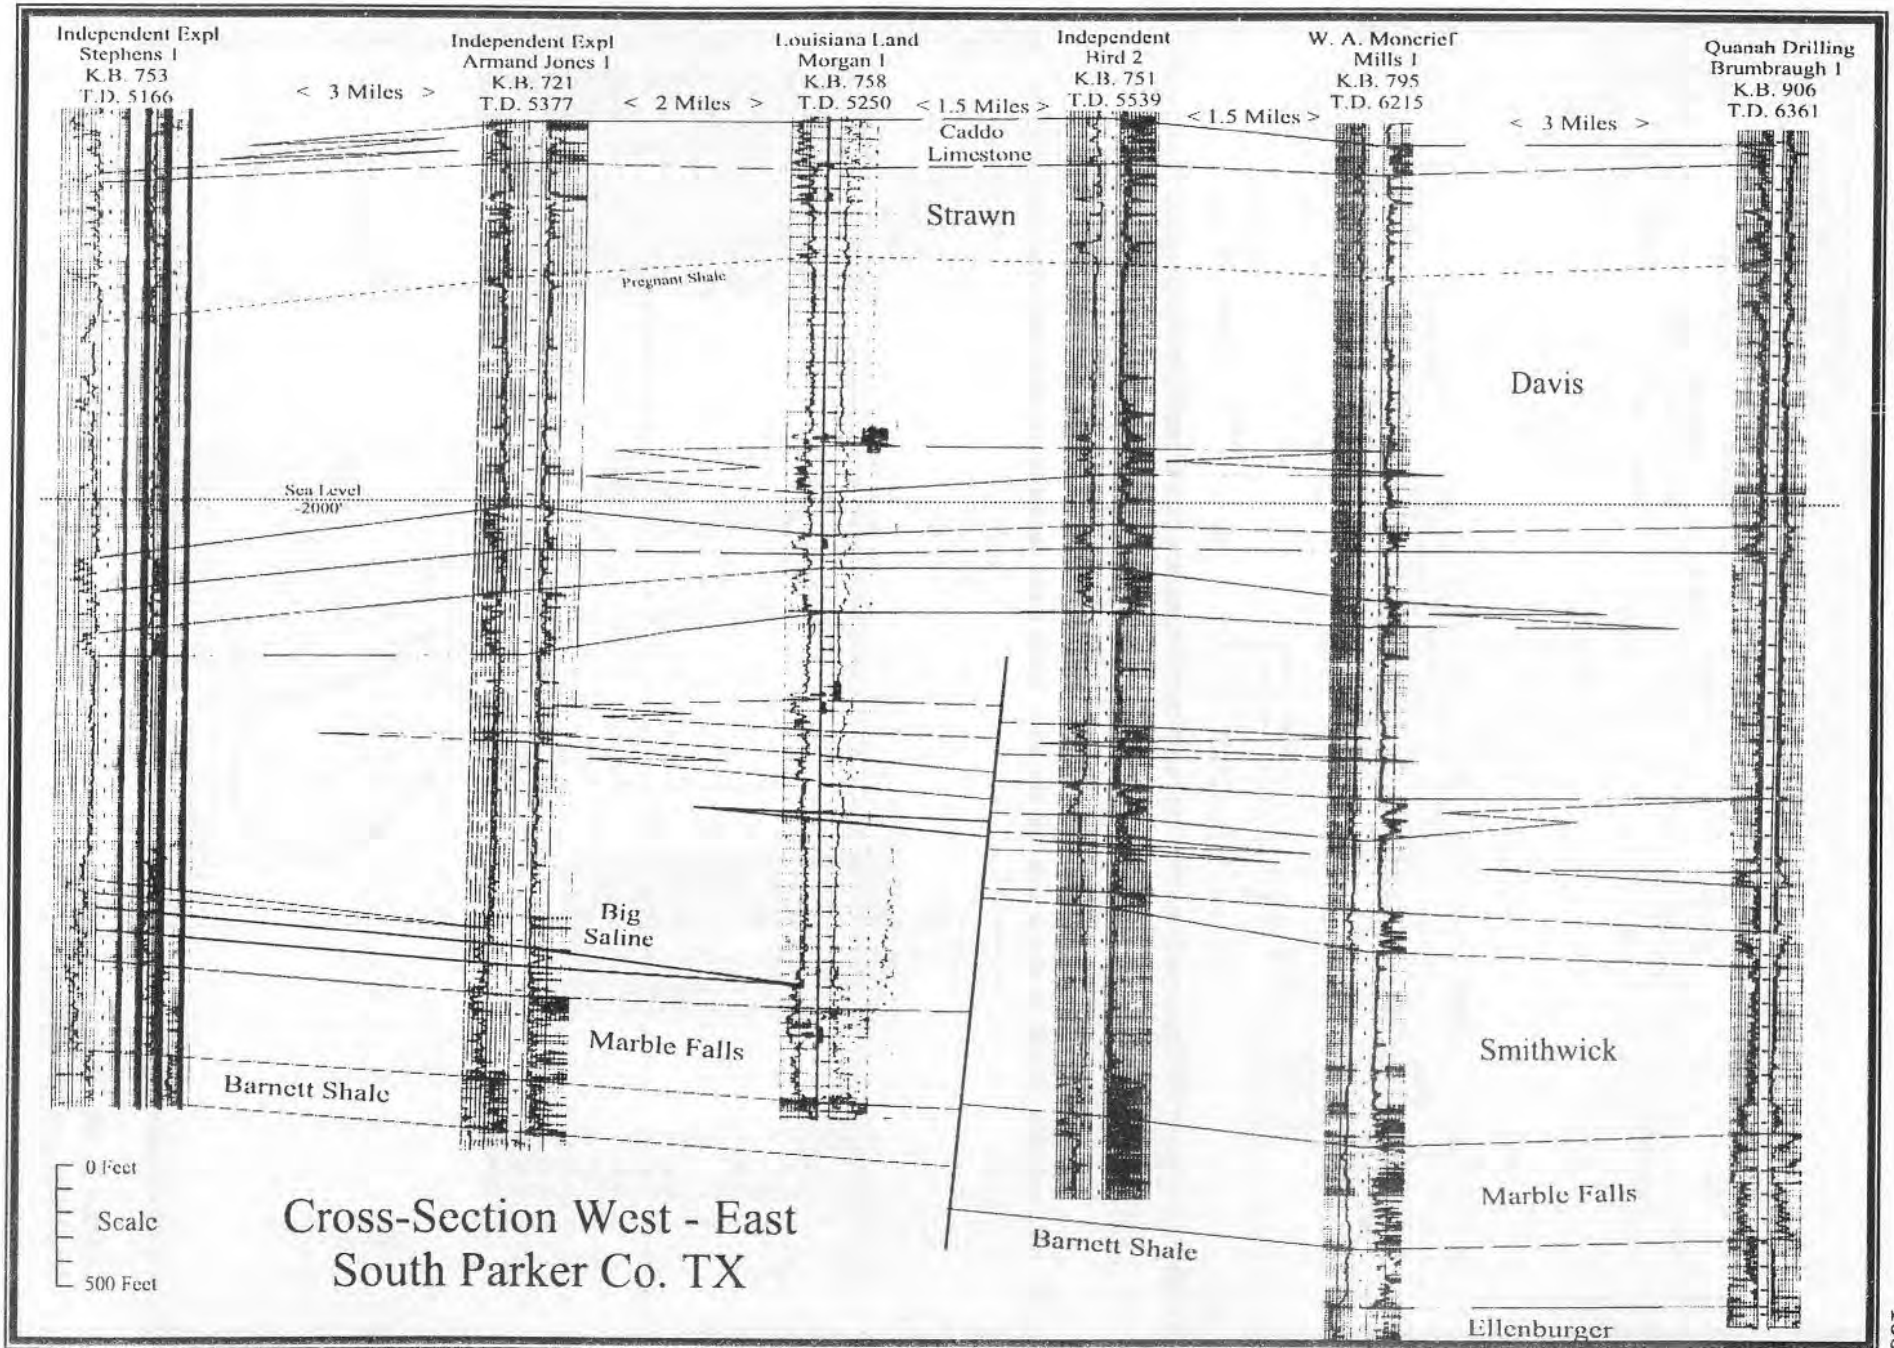 Independent Expl
Stephens 1
K.B. 753
T.D. 5166
< 3 Miles >
Independent Expl
Armand Jones 1
K.B. 721
T.D. 5377
< 2 Miles >
Louisiana Land
Morgan 1
K.B. 758
T.D. 5250
< 1.5 Miles >
Independent
Bird 2
K.B. 751
T.D. 5539
< 1.5 Miles >
W. A. Moncrief
Mills 1
K.B. 795
T.D. 6215
< 3 Miles >
Quanah Drilling
Brumbraugh 1
K.B. 906
T.D. 6361
Caddo
Limestone
Strawn
Pregnant Shale
Davis
Sea Level
-2000'
Big
Saline
Marble Falls
Smithwick
Barnett Shale
0 Feet
Scale
500 Feet
Cross-Section West - East
South Parker Co. TX
Marble Falls
Barnett Shale
Ellenburger